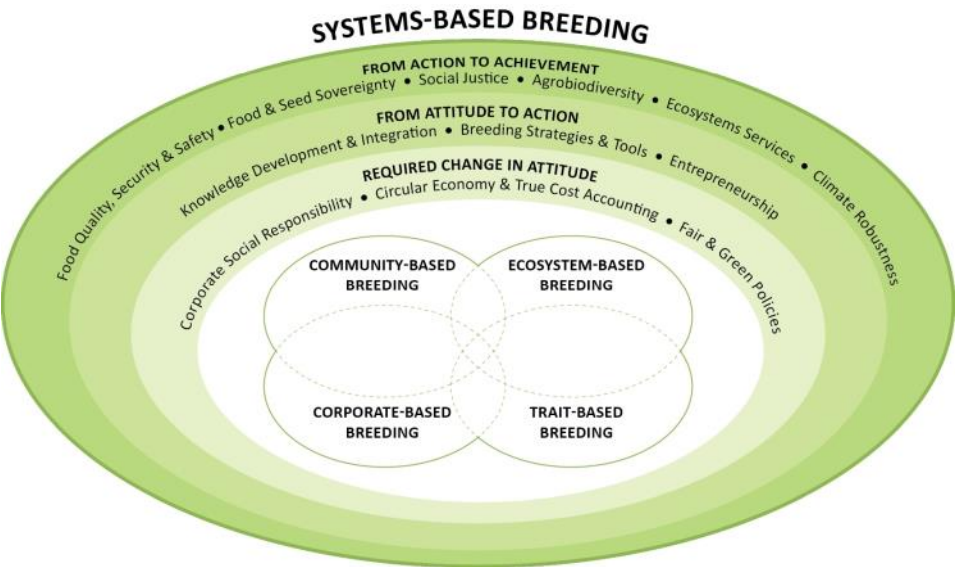 SYSTEMS-BASED BREEDING
FROM ACTION TO ACHIEVEMENT
Food Quality, Security & Safety • Food & Seed Sovereignty • Social Justice • Agrobiodiversity • Ecosystems Services • Climate Robustness
FROM ATTITUDE TO ACTION
Knowledge Development & Integration • Breeding Strategies & Tools • Entrepreneurship
REQUIRED CHANGE IN ATTITUDE
Corporate Social Responsibility • Circular Economy & True Cost Accounting • Fair & Green Policies
COMMUNITY-BASED
BREEDING
ECOSYSTEM-BASED
BREEDING
CORPORATE-BASED
BREEDING
TRAIT-BASED
BREEDING